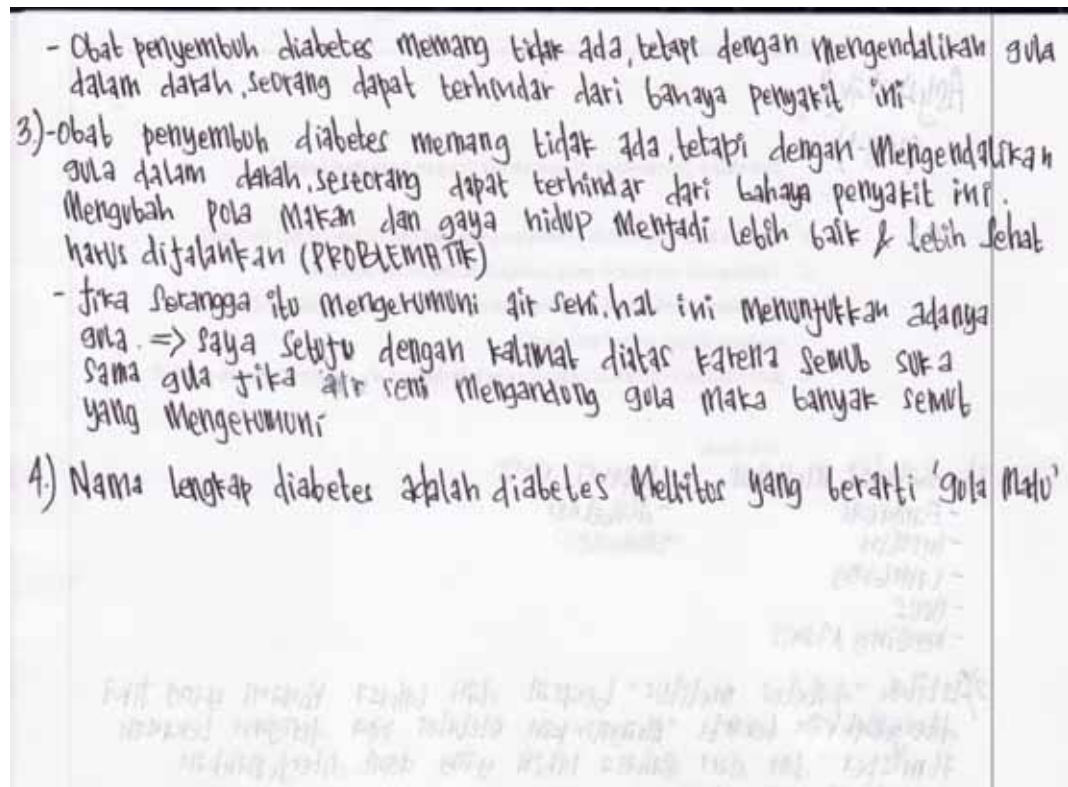 - Obat penyembuh diabetes memang tidak ada, tetapi dengan mengendalikan gula
dalam darah, seorang dapat terhindar dari bahaya penyakit ini
3.) - Obat penyembuh diabetes memang tidak ada, tetapi dengan mengendalikan
gula dalam darah, seseorang dapat terhindar dari bahaya penyakit ini.
Mengubah pola makan dan gaya hidup menjadi lebih baik & lebih sehat
harus dijalankan (PROBLEMATIK)
- jika serangga itu mengerumuni air seni, hal ini menunjukkan adanya
gula. => saya setuju dengan kalimat diatas karena semut suka
sama gula jika air seni mengandung gula maka banyak semut
yang mengerumuni
4.) Nama lengkap diabetes adalah diabetes Mellitus yang berarti 'gula Madu'